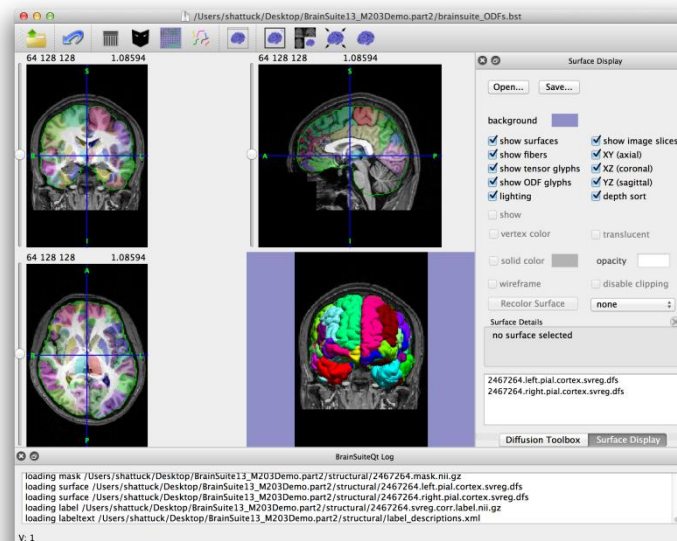 /Users/shattuck/Desktop/BrainSuite13_M203Demo.part2/brainsuite_ODFs.bst
64 128 128 1.08594
S
R L
I
64 128 128 1.08594
S
A P
I
64 128 128 1.08594
A
R L
P
Surface Display
Open... Save...
background
show surfaces show image slices
show fibers XY (axial)
show tensor glyphs XZ (coronal)
show ODF glyphs YZ (sagittal)
lighting depth sort
show
vertex color translucent
solid color opacity
wireframe disable clipping
Recolor Surface none
Surface Details
no surface selected
2467264.left.pial.cortex.svreg.dfs
2467264.right.pial.cortex.svreg.dfs
Diffusion Toolbox Surface Display
BrainSuiteQt Log
loading mask /Users/shattuck/Desktop/BrainSuite13_M203Demo.part2/structural/2467264.mask.nii.gz
loading surface /Users/shattuck/Desktop/BrainSuite13_M203Demo.part2/structural/2467264.left.pial.cortex.svreg.dfs
loading surface /Users/shattuck/Desktop/BrainSuite13_M203Demo.part2/structural/2467264.right.pial.cortex.svreg.dfs
loading label /Users/shattuck/Desktop/BrainSuite13_M203Demo.part2/structural/2467264.svreg.corr.label.nii.gz
loading labeltext /Users/shattuck/Desktop/BrainSuite13_M203Demo.part2/structural/label_descriptions.xml
V: 1